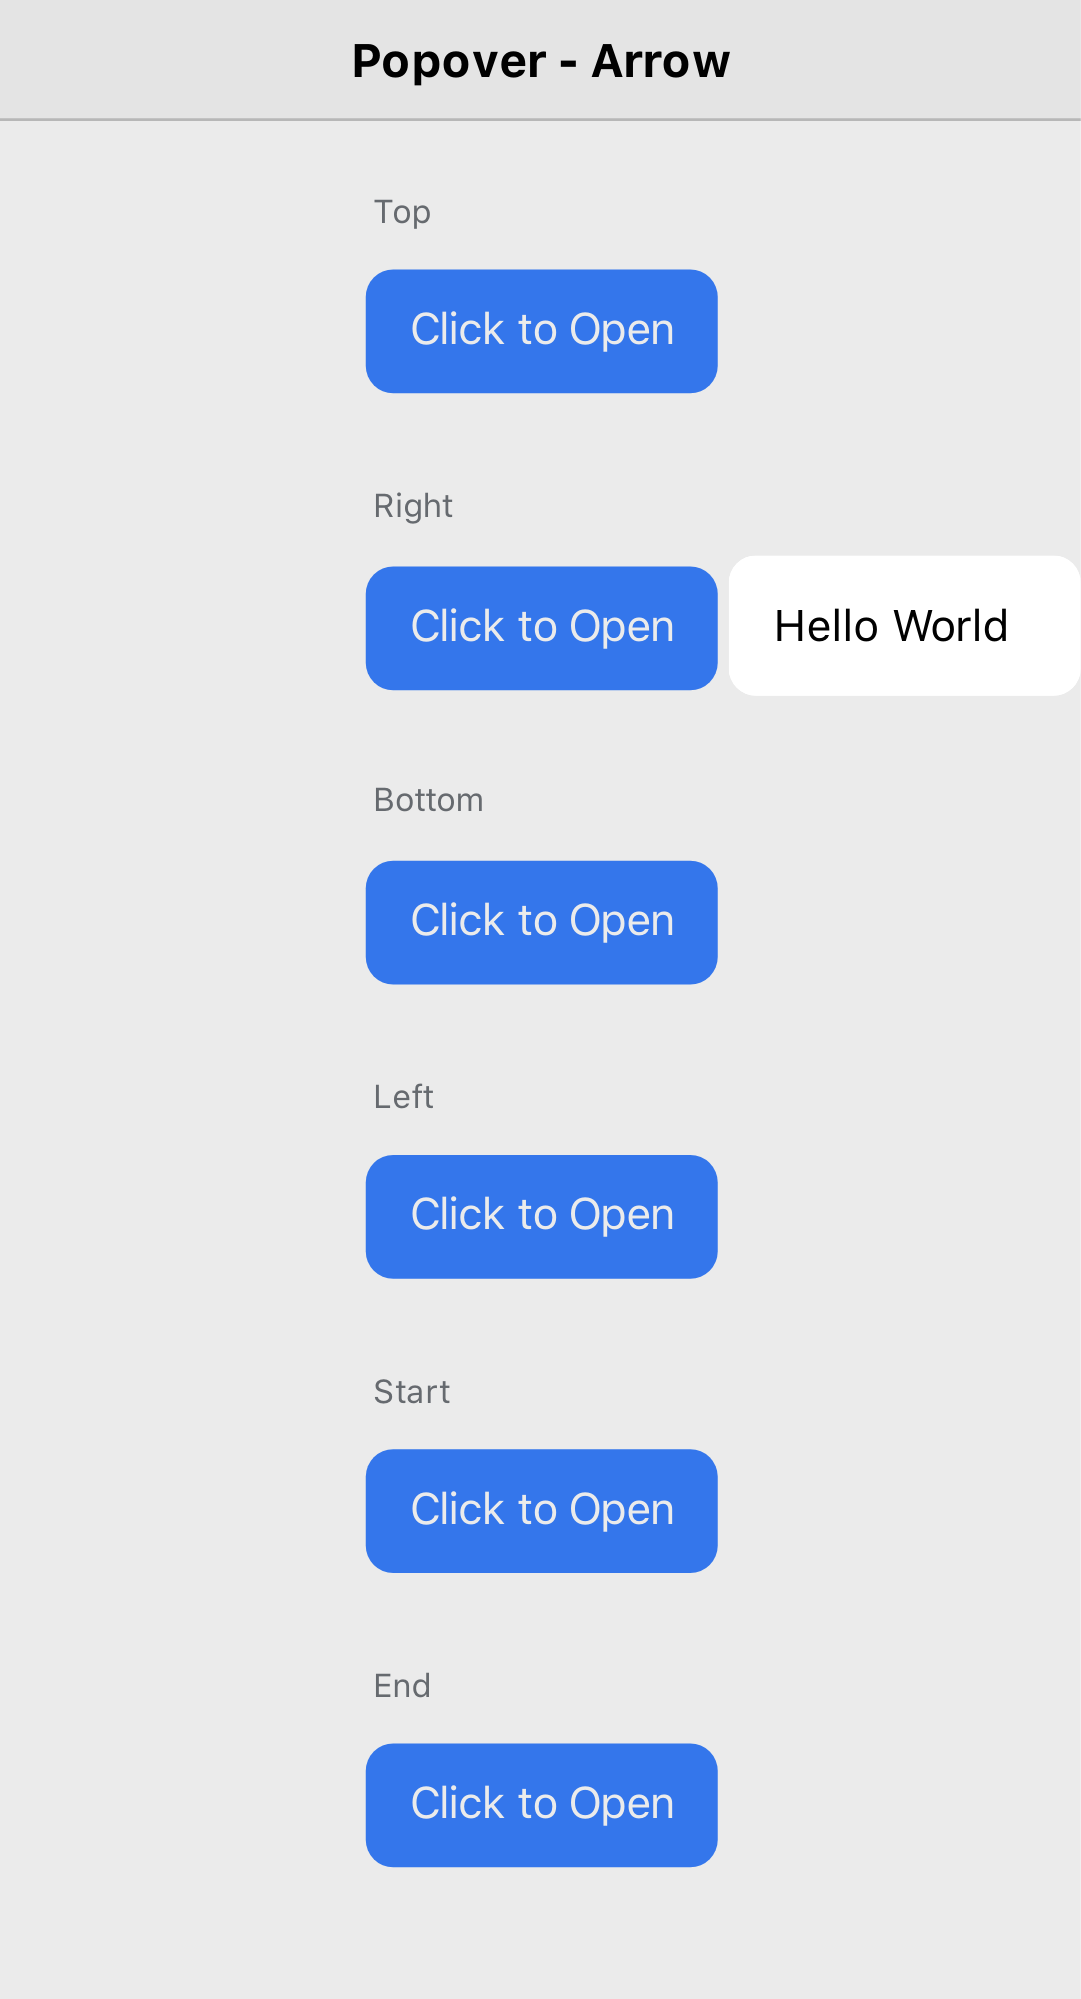 Popover - Arrow
Top
Click to Open
Right
Click to Open
Hello World
Bottom
Click to Open
Left
Click to Open
Start
Click to Open
End
Click to Open